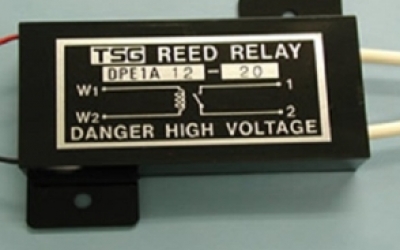 TSG REED RELAY
DPE1A 12 - 20
W1 1
W2 2
DANGER HIGH VOLTAGE